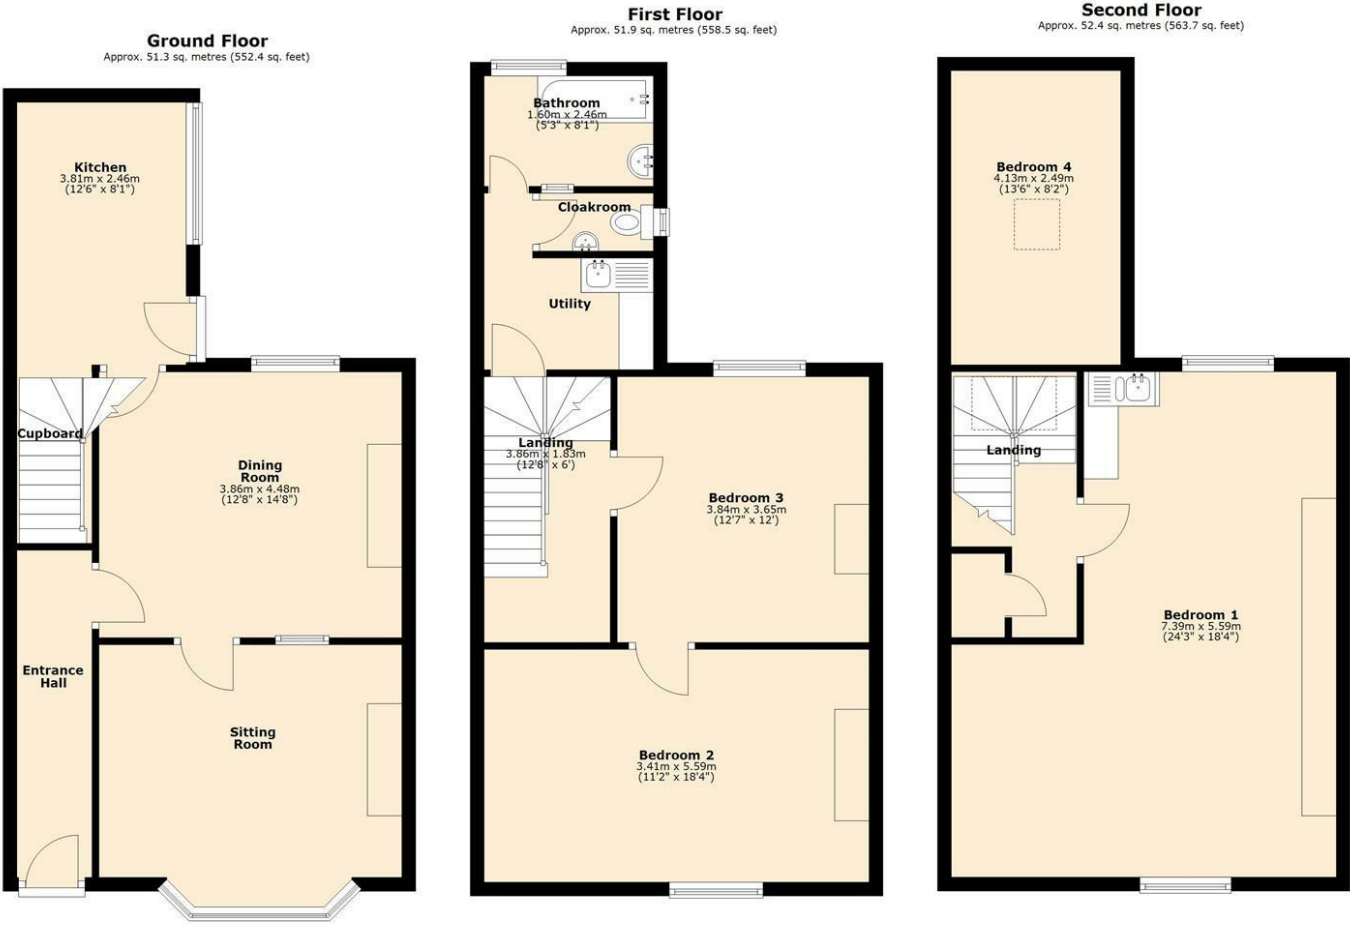 Ground Floor
Approx. 51.3 sq. metres (552.4 sq. feet)
Kitchen
3.81m x 2.46m
(12'6" x 8'1")
Cupboard
Dining
Room
3.86m x 4.48m
(12'8" x 14'8")
Entrance
Hall
Sitting
Room
First Floor
Approx. 51.9 sq. metres (558.5 sq. feet)
Bathroom
1.60m x 2.46m
(5'3" x 8'1")
Cloakroom
Utility
Landing
3.86m x 1.83m
(12'8" x 6')
Bedroom 3
3.84m x 3.65m
(12'7" x 12')
Bedroom 2
3.41m x 5.59m
(11'2" x 18'4")
Second Floor
Approx. 52.4 sq. metres (563.7 sq. feet)
Bedroom 4
4.13m x 2.49m
(13'6" x 8'2")
Landing
Bedroom 1
7.39m x 5.59m
(24'3" x 18'4")